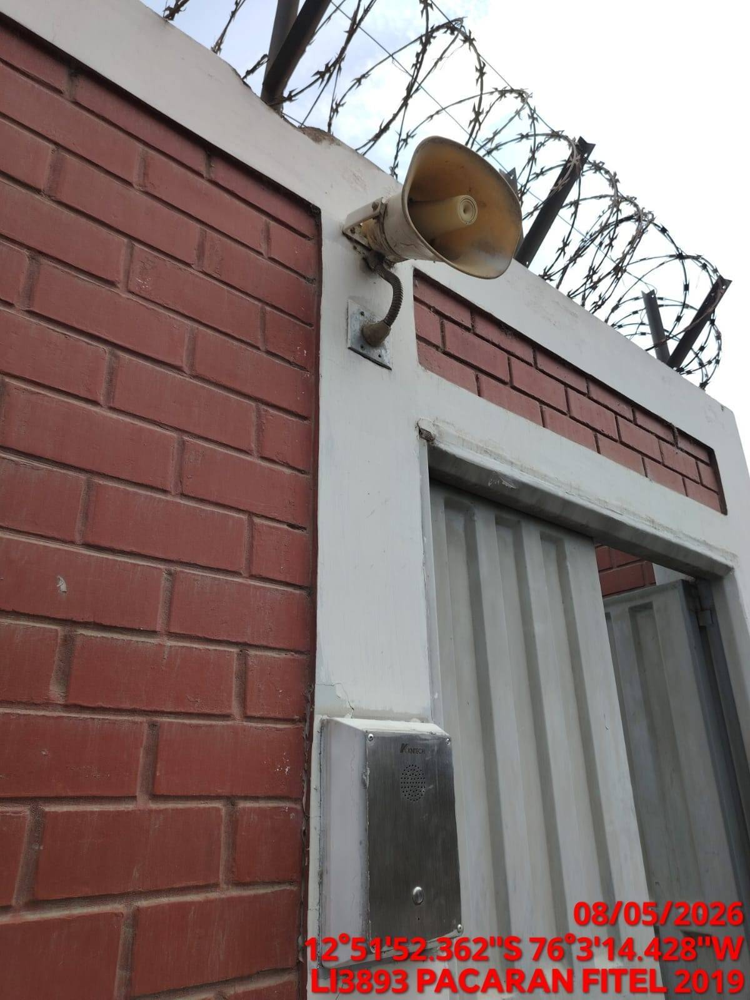 KNTECH
08/05/2026
12°51'52.362"S 76°3'14.428"W
LI3893 PACARAN FITEL 2019